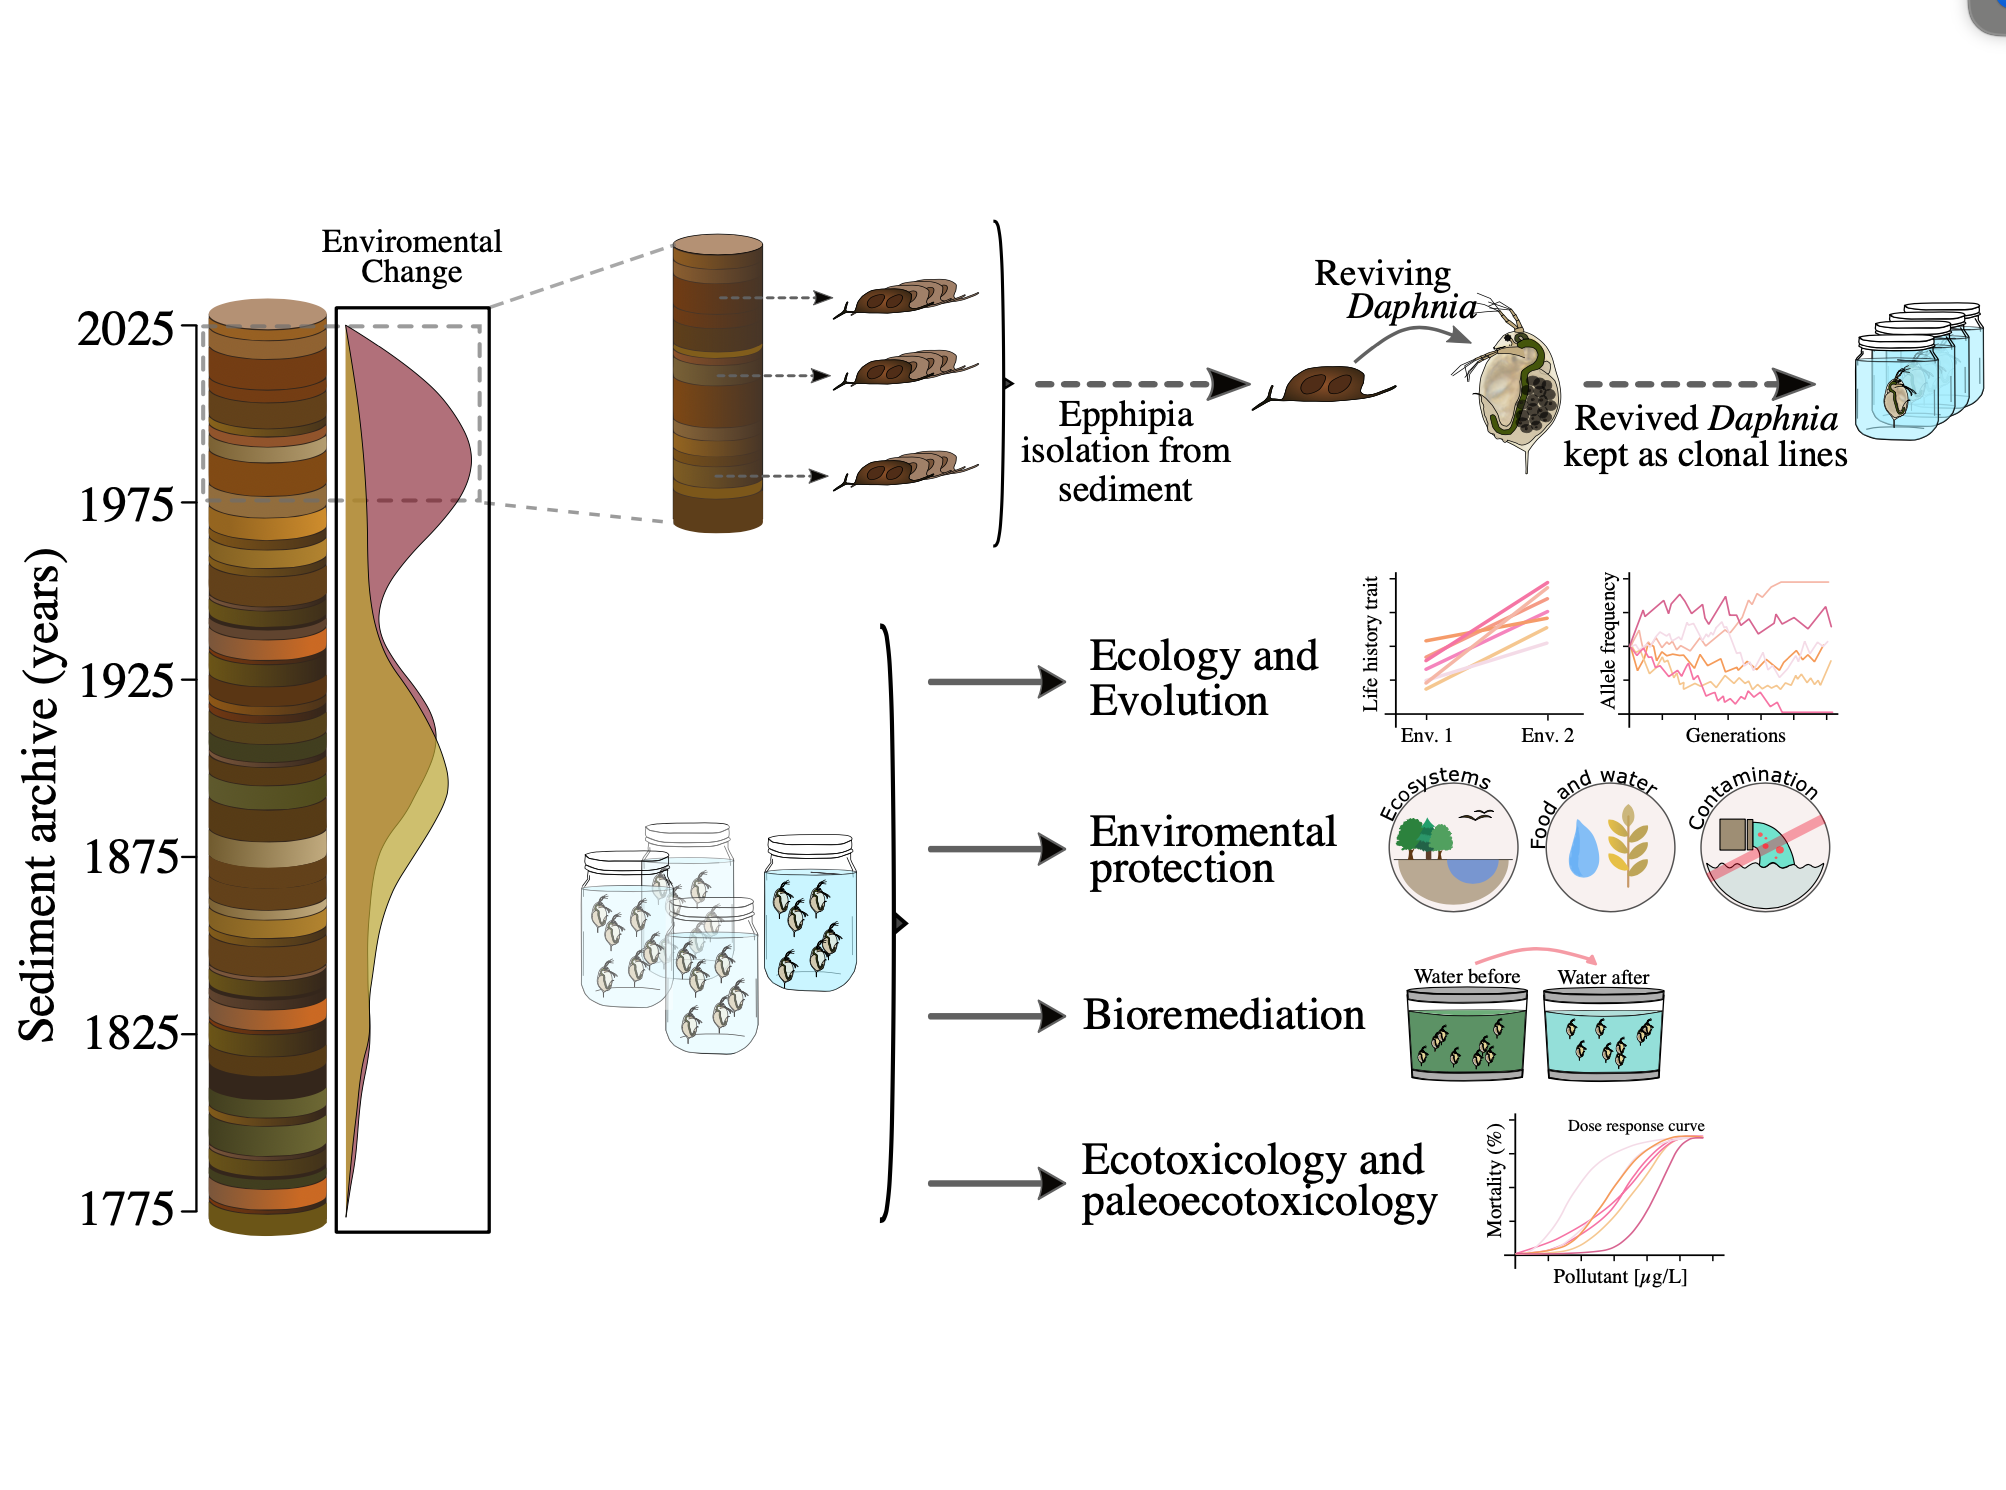 Enviromental
Change
2025
1975
1925
1875
1825
1775
Sediment archive (years)
Epphipia
isolation from
sediment
Reviving
Daphnia
Revived Daphnia
kept as clonal lines
Ecology and
Evolution
Life history trait
Env. 1
Env. 2
Allele frequency
Generations
Enviromental
protection
Ecosystems
Food and water
Contamination
Bioremediation
Water before
Water after
Ecotoxicology and
paleoecotoxicology
Dose response curve
Mortality (%)
Pollutant [µg/L]